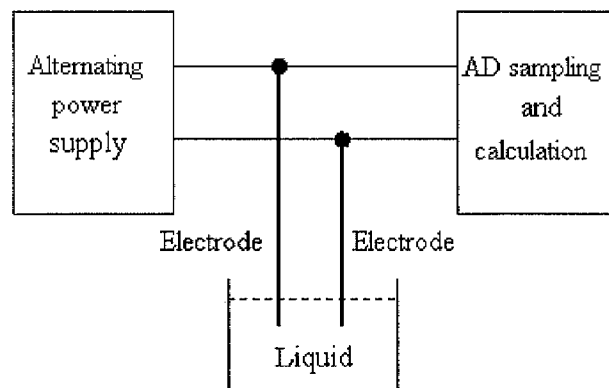 Alternating
power
supply
AD sampling
and
calculation
Electrode
Electrode
Liquid